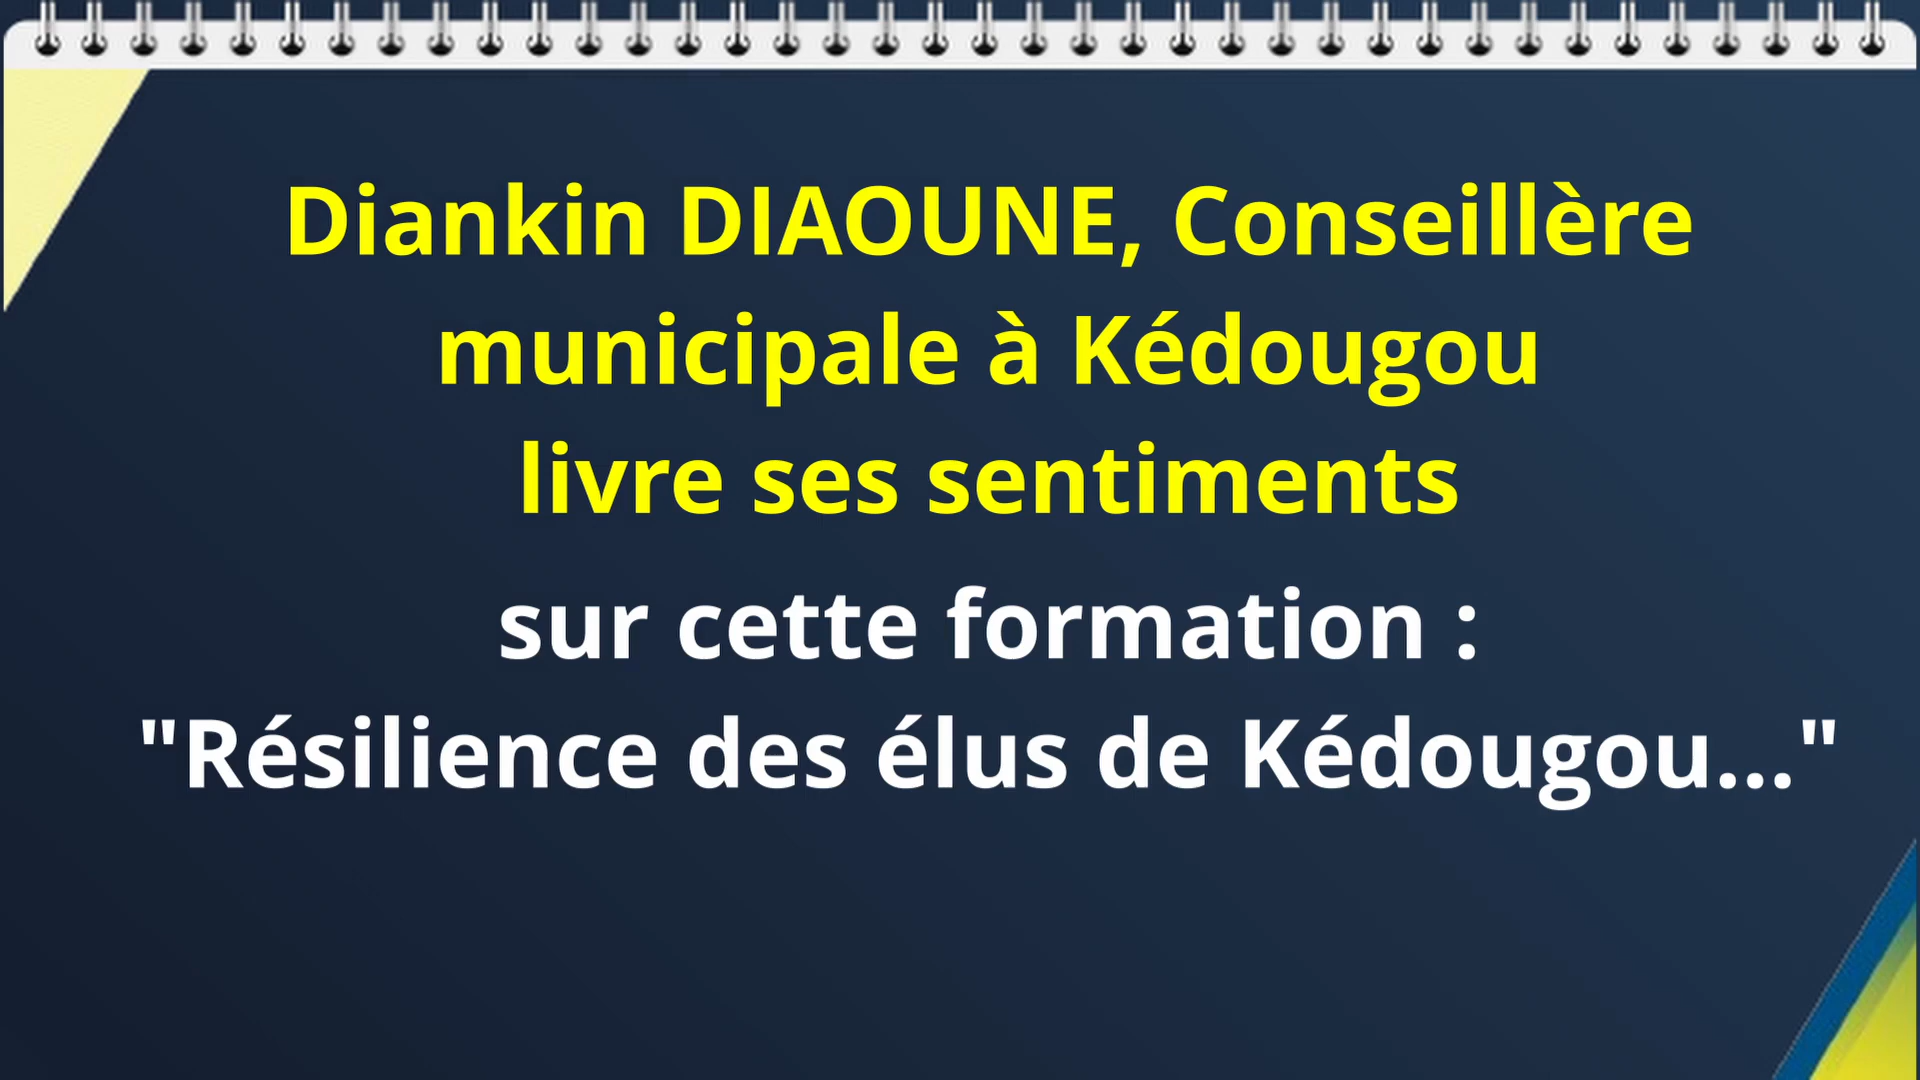 Diankin DIAOUNE, Conseillère
municipale à Kédougou
livre ses sentiments
sur cette formation :
"Résilience des élus de Kédougou..."